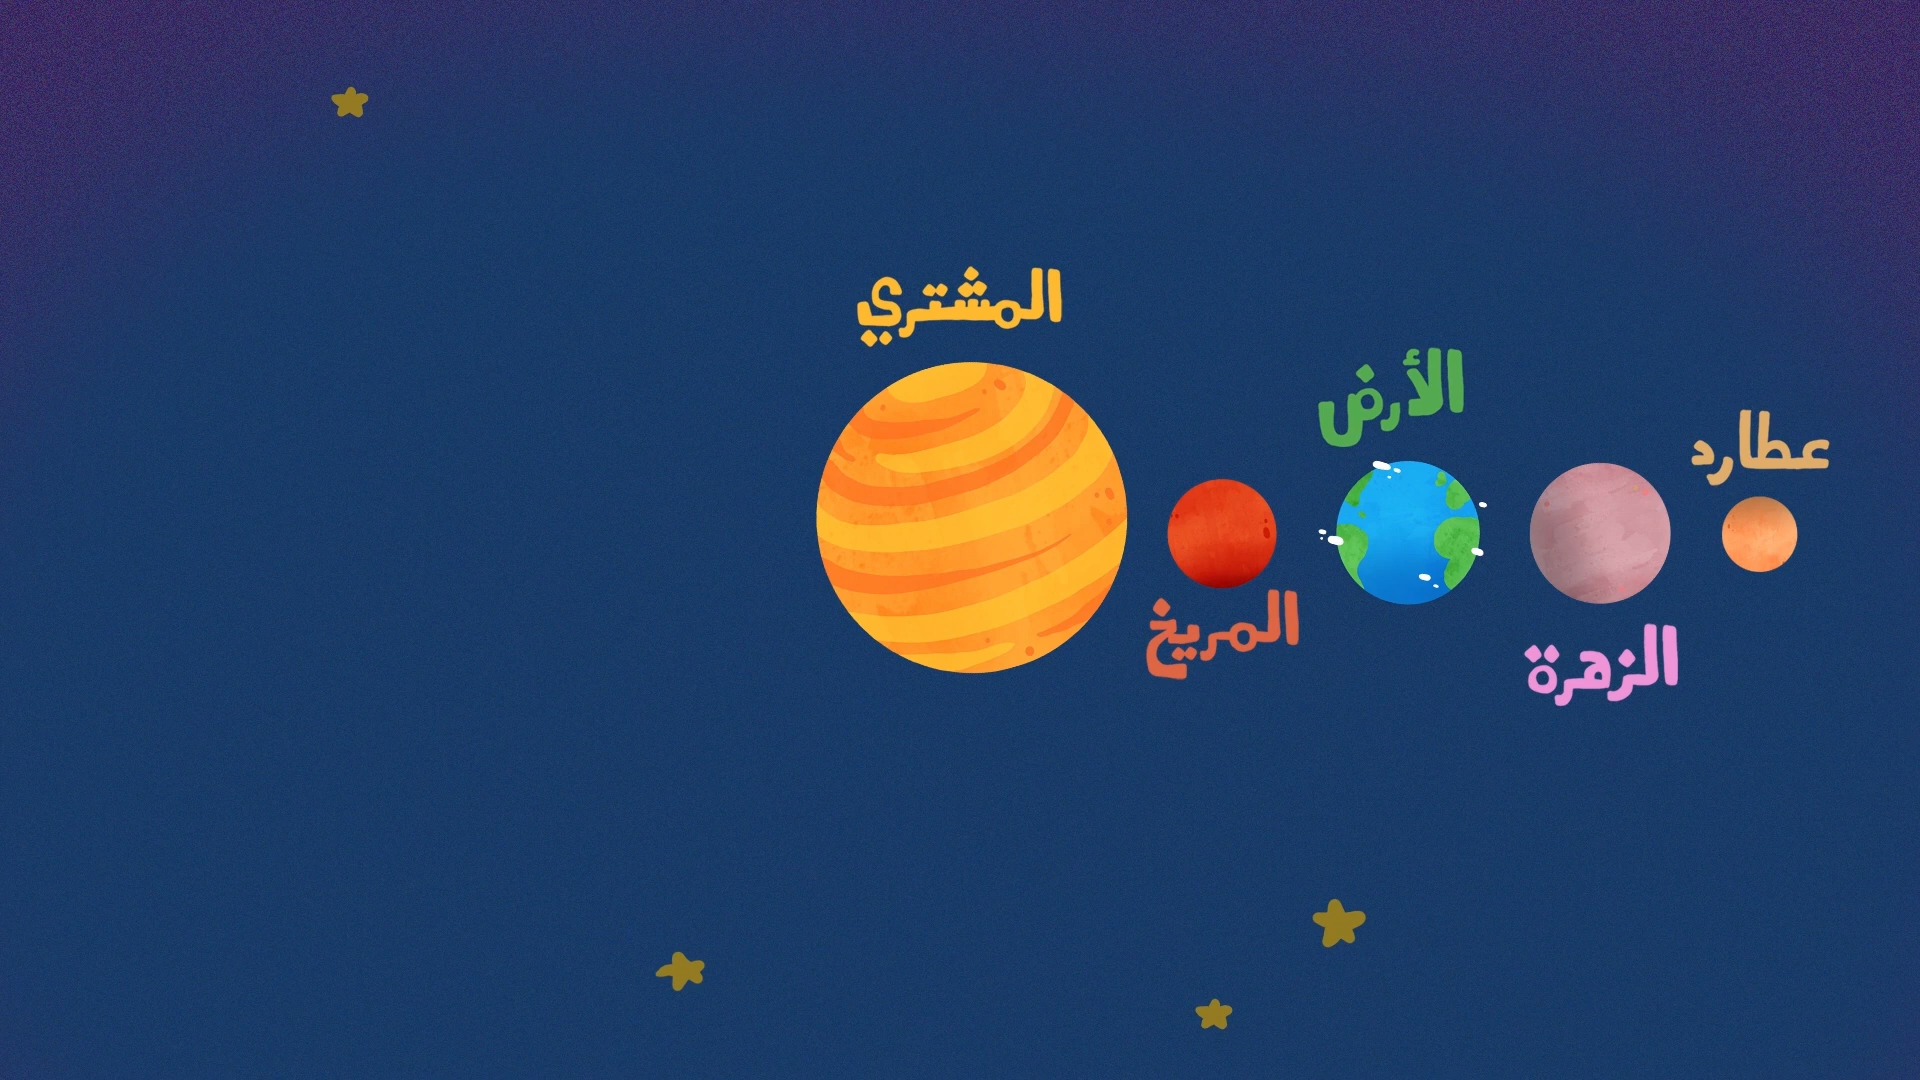 عطارد
الزهرة
الأرض
المريخ
المشتري